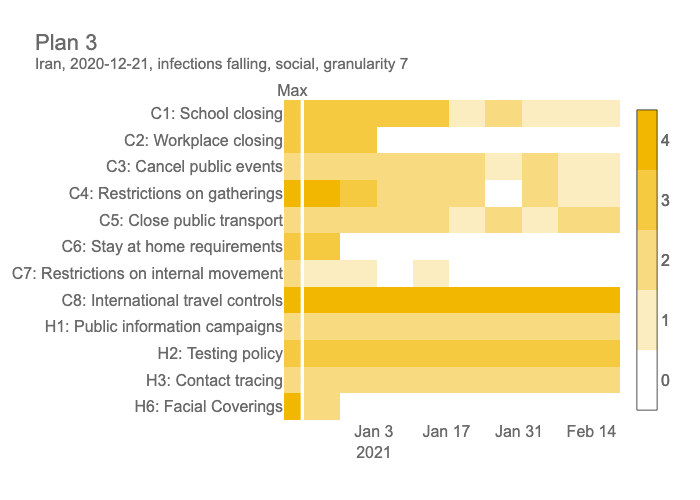 Plan 3
Iran, 2020-12-21, infections falling, social, granularity 7
Max
C1: School closing
C2: Workplace closing
C3: Cancel public events
C4: Restrictions on gatherings
C5: Close public transport
C6: Stay at home requirements
C7: Restrictions on internal movement
C8: International travel controls
H1: Public information campaigns
H2: Testing policy
H3: Contact tracing
H6: Facial Coverings
4
3
2
1
0
Jan 3 Jan 17 Jan 31 Feb 14
2021